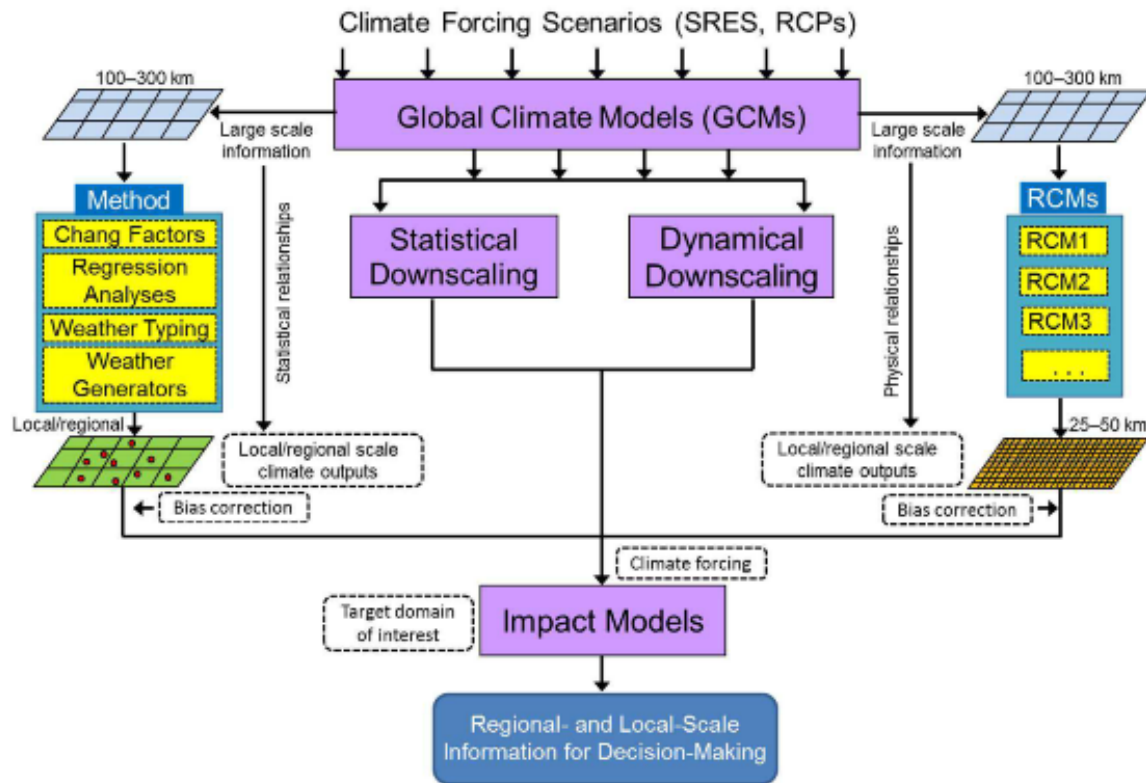 Climate Forcing Scenarios (SRES, RCPs)
100–300 km
Global Climate Models (GCMs)
100–300 km
Large scale
information
Large scale
information
Method
Chang Factors
Regression
Analyses
Weather Typing
Weather
Generators
Statistical relationships
Statistical
Downscaling
Dynamical
Downscaling
Physical relationships
RCMs
RCM1
RCM2
RCM3
. . .
Local/regional
25–50 km
Local/regional scale
climate outputs
Local/regional scale
climate outputs
Bias correction
Bias correction
Climate forcing
Target domain
of interest
Impact Models
Regional- and Local-Scale
Information for Decision-Making